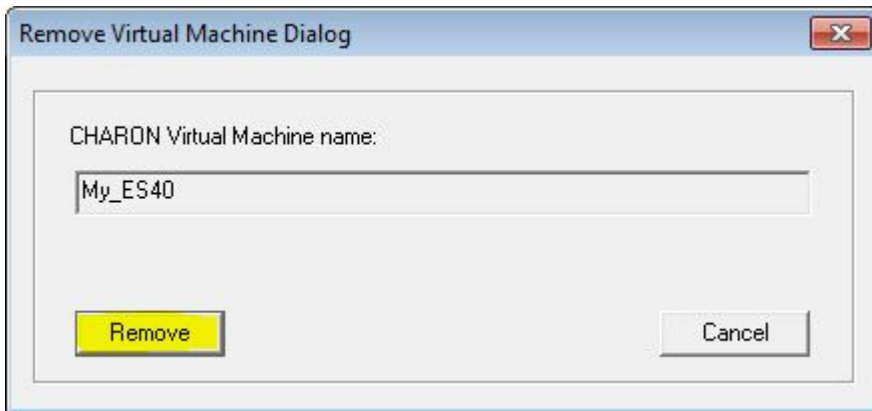 Remove Virtual Machine Dialog
CHARON Virtual Machine name:
My_ES40
Remove
Cancel